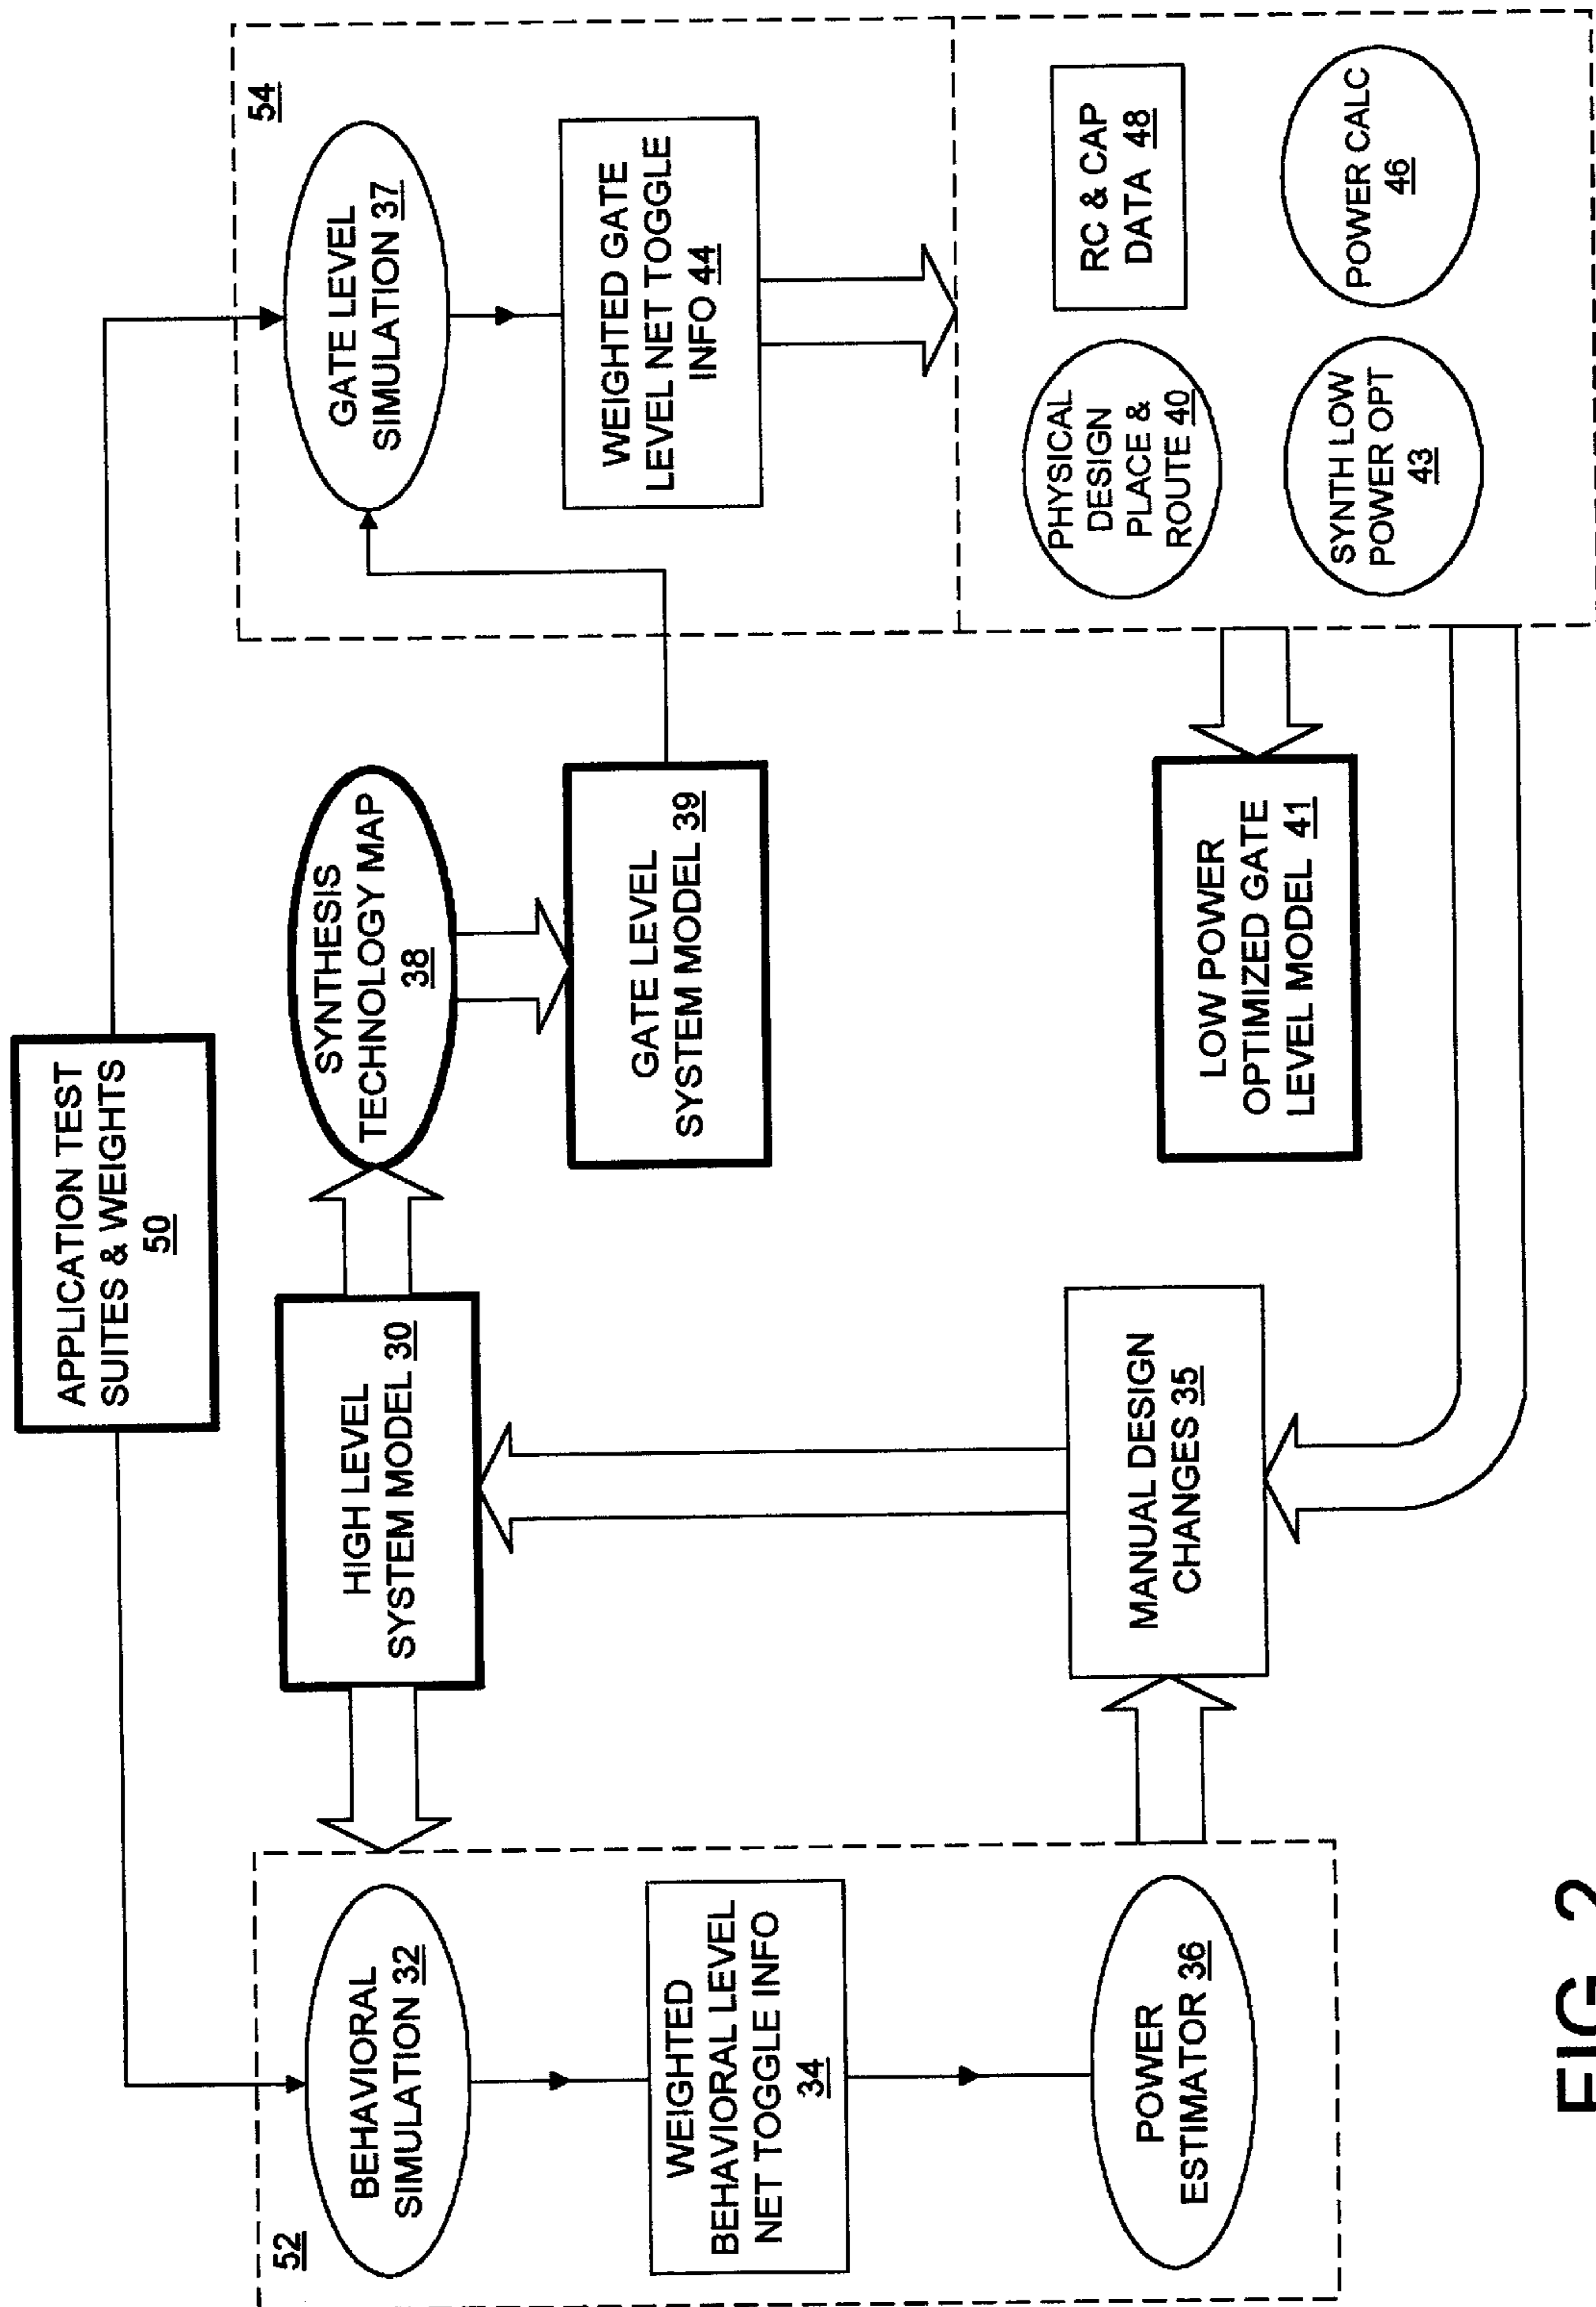 APPLICATION TEST
SUITES & WEIGHTS
50
52
BEHAVIORAL
SIMULATION 32
WEIGHTED
BEHAVIORAL LEVEL
NET TOGGLE INFO
34
POWER
ESTIMATOR 36
HIGH LEVEL
SYSTEM MODEL 30
MANUAL DESIGN
CHANGES 35
SYNTHESIS
TECHNOLOGY MAP
38
GATE LEVEL
SYSTEM MODEL 39
LOW POWER
OPTIMIZED GATE
LEVEL MODEL 41
54
GATE LEVEL
SIMULATION 37
WEIGHTED GATE
LEVEL NET TOGGLE
INFO 44
PHYSICAL
DESIGN
PLACE &
ROUTE 40
RC & CAP
DATA 48
SYNTH LOW
POWER OPT
43
POWER CALC
46
FIG. 2